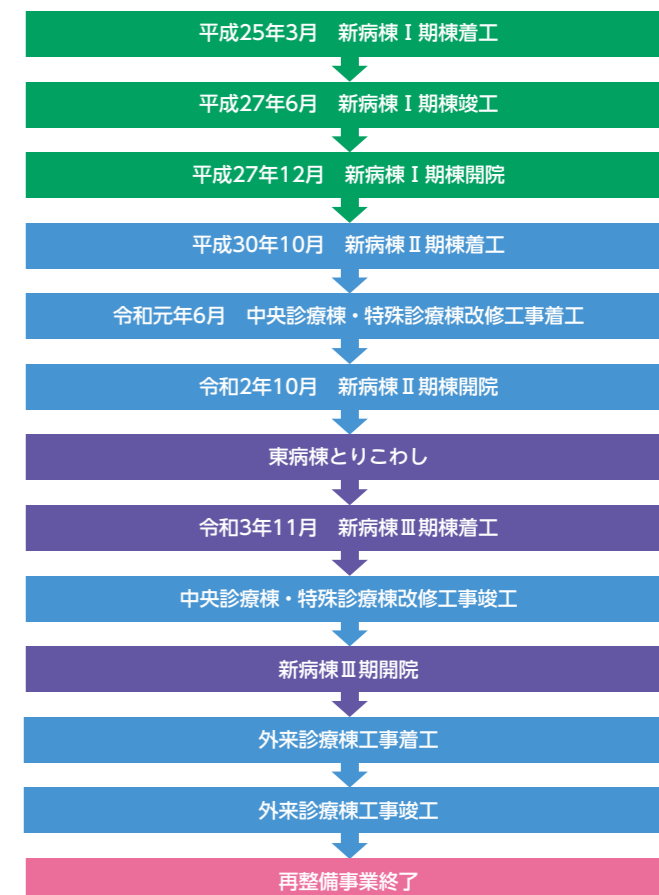 平成25年3月　新病棟Ⅰ期棟着工
平成27年6月　新病棟Ⅰ期棟竣工
平成27年12月　新病棟Ⅰ期棟開院
平成30年10月　新病棟Ⅱ期棟着工
令和元年6月　中央診療棟・特殊診療棟改修工事着工
令和2年10月　新病棟Ⅱ期棟開院
東病棟とりこわし
令和3年11月　新病棟Ⅲ期棟着工
中央診療棟・特殊診療棟改修工事竣工
新病棟Ⅲ期開院
外来診療棟工事着工
外来診療棟工事竣工
再整備事業終了